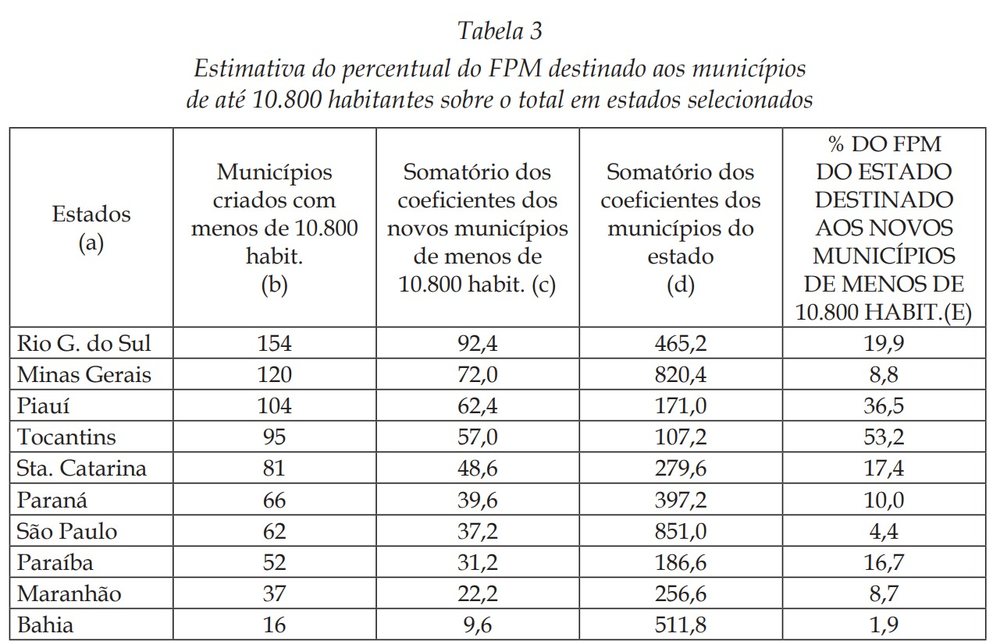 Tabela 3
Estimativa do percentual do FPM destinado aos municípios
de até 10.800 habitantes sobre o total em estados selecionados
Estados
(a)
Municípios
criados com
menos de 10.800
habit.
(b)
Somatório dos
coeficientes dos
novos municípios
de menos de
10.800 habit. (c)
Somatório dos
coeficientes dos
municípios do
estado
(d)
% DO FPM
DO ESTADO
DESTINADO
AOS NOVOS
MUNICÍPIOS
DE MENOS DE
10.800 HABIT.(E)
Rio G. do Sul 154 92,4 465,2 19,9
Minas Gerais 120 72,0 820,4 8,8
Piauí 104 62,4 171,0 36,5
Tocantins 95 57,0 107,2 53,2
Sta. Catarina 81 48,6 279,6 17,4
Paraná 66 39,6 397,2 10,0
São Paulo 62 37,2 851,0 4,4
Paraíba 52 31,2 186,6 16,7
Maranhão 37 22,2 256,6 8,7
Bahia 16 9,6 511,8 1,9